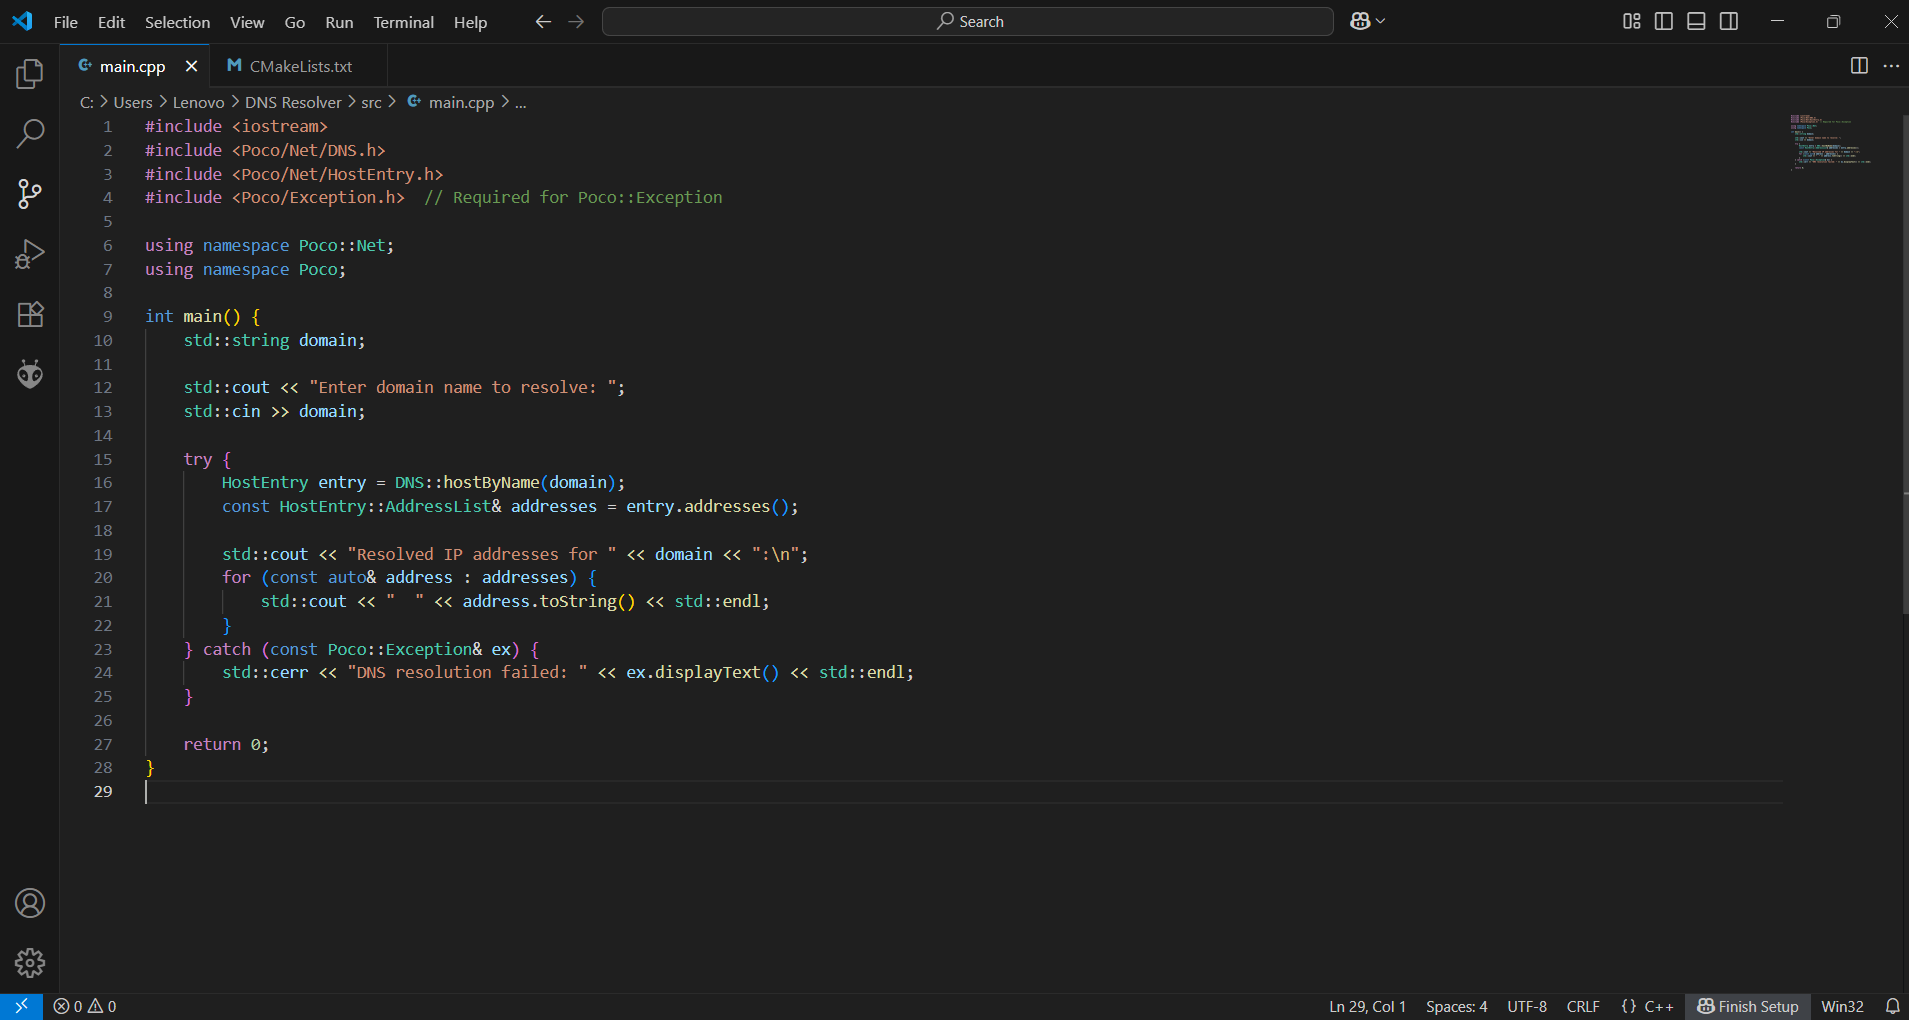 File Edit Selection View Go Run Terminal Help Search
main.cpp CMakeLists.txt
C: > Users > Lenovo > DNS Resolver > src > main.cpp > ...
1 #include <iostream>
2 #include <Poco/Net/DNS.h>
3 #include <Poco/Net/HostEntry.h>
4 #include <Poco/Exception.h>  // Required for Poco::Exception
5
6 using namespace Poco::Net;
7 using namespace Poco;
8
9 int main() {
10     std::string domain;
11
12     std::cout << "Enter domain name to resolve: ";
13     std::cin >> domain;
14
15     try {
16         HostEntry entry = DNS::hostByName(domain);
17         const HostEntry::AddressList& addresses = entry.addresses();
18
19         std::cout << "Resolved IP addresses for " << domain << ":\n";
20         for (const auto& address : addresses) {
21             std::cout << "  " << address.toString() << std::endl;
22         }
23     } catch (const Poco::Exception& ex) {
24         std::cerr << "DNS resolution failed: " << ex.displayText() << std::endl;
25     }
26
27     return 0;
28 }
29
0 0 Ln 29, Col 1 Spaces: 4 UTF-8 CRLF {} C++ Finish Setup Win32